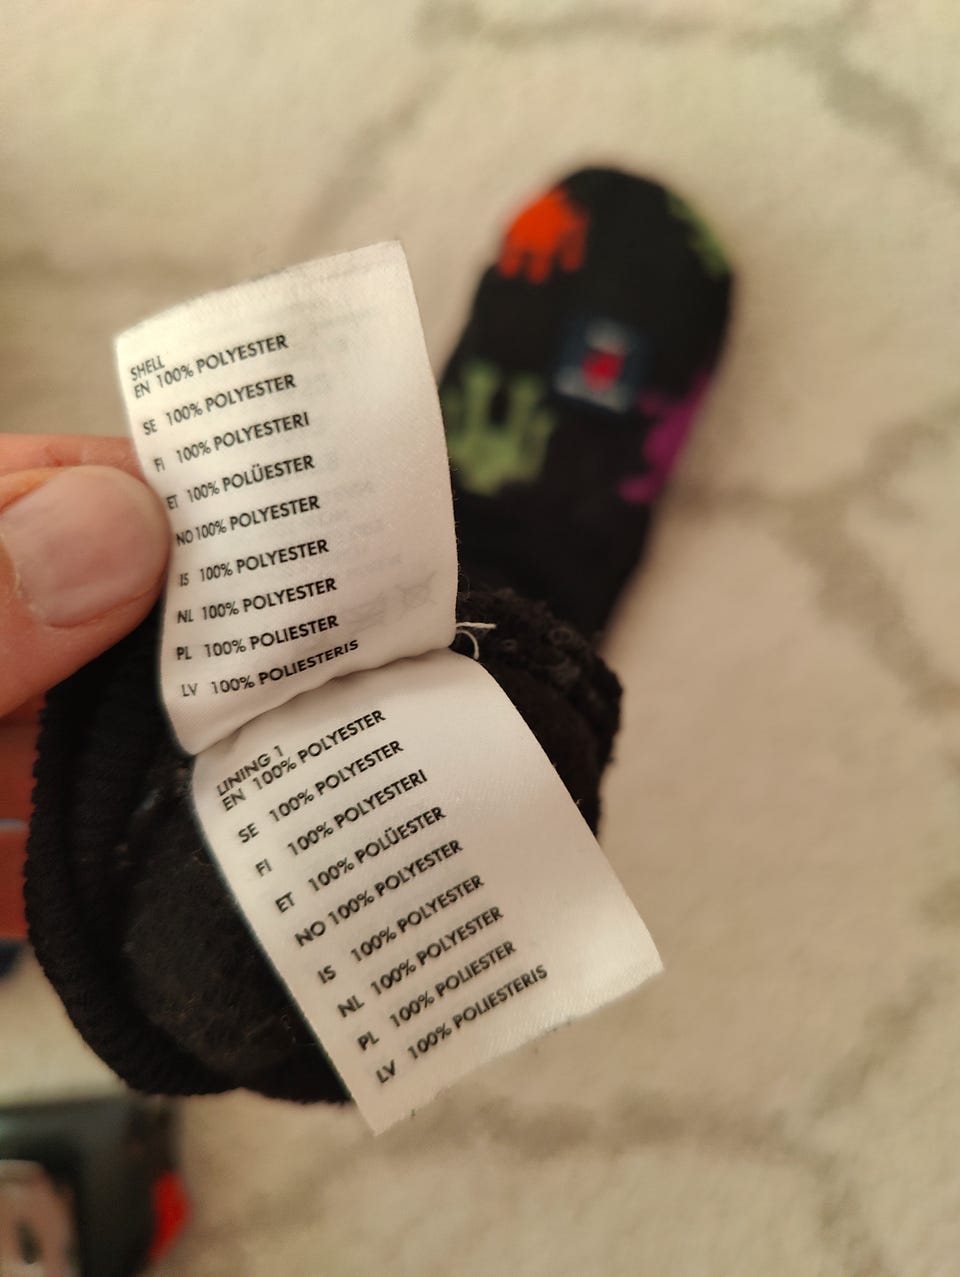 SHELL
EN 100% POLYESTER
SE 100% POLYESTER
FI 100% POLYESTERI
ET 100% POLÜESTER
NO 100% POLYESTER
IS 100% POLYESTER
NL 100% POLYESTER
PL 100% POLIESTER
LV 100% POLIESTERIS
LINING 1
EN 100% POLYESTER
SE 100% POLYESTER
FI 100% POLYESTERI
ET 100% POLÜESTER
NO 100% POLYESTER
IS 100% POLYESTER
NL 100% POLYESTER
PL 100% POLIESTER
LV 100% POLIESTERIS